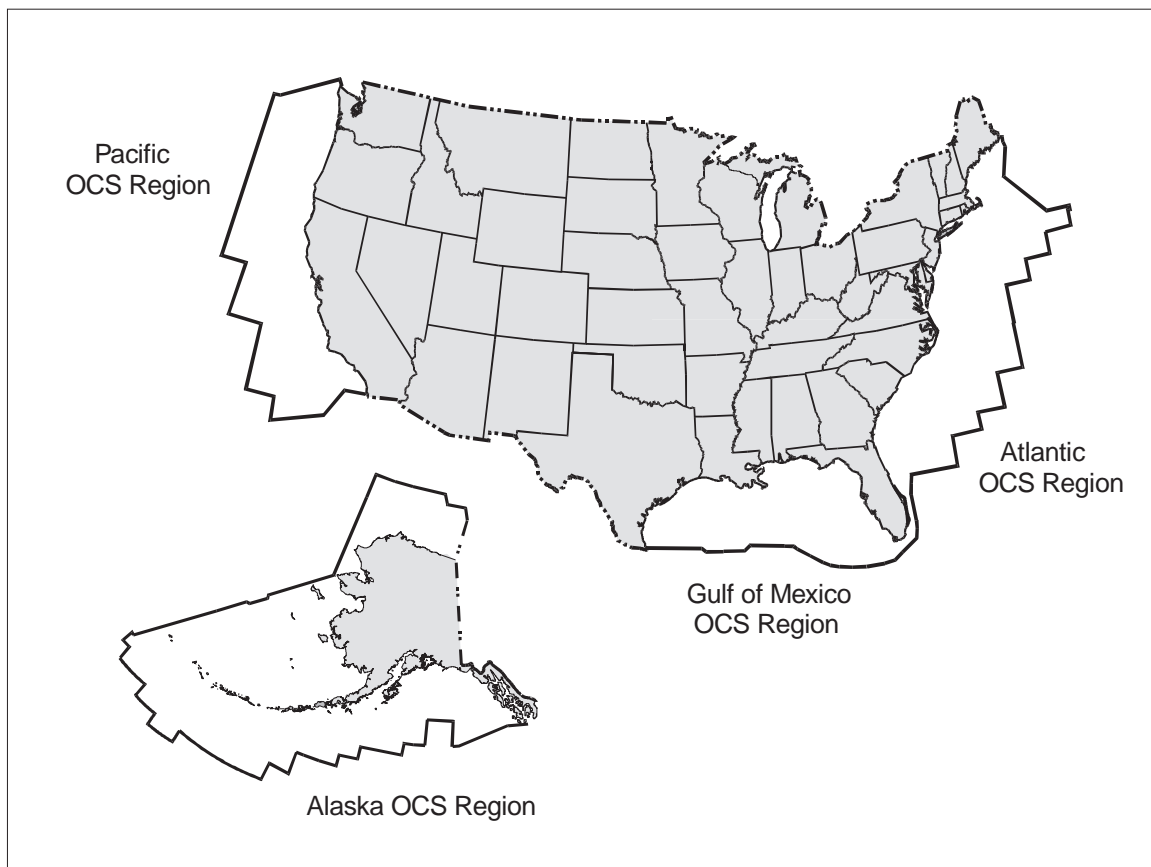 Pacific
OCS Region
Atlantic
OCS Region
Gulf of Mexico
OCS Region
Alaska OCS Region